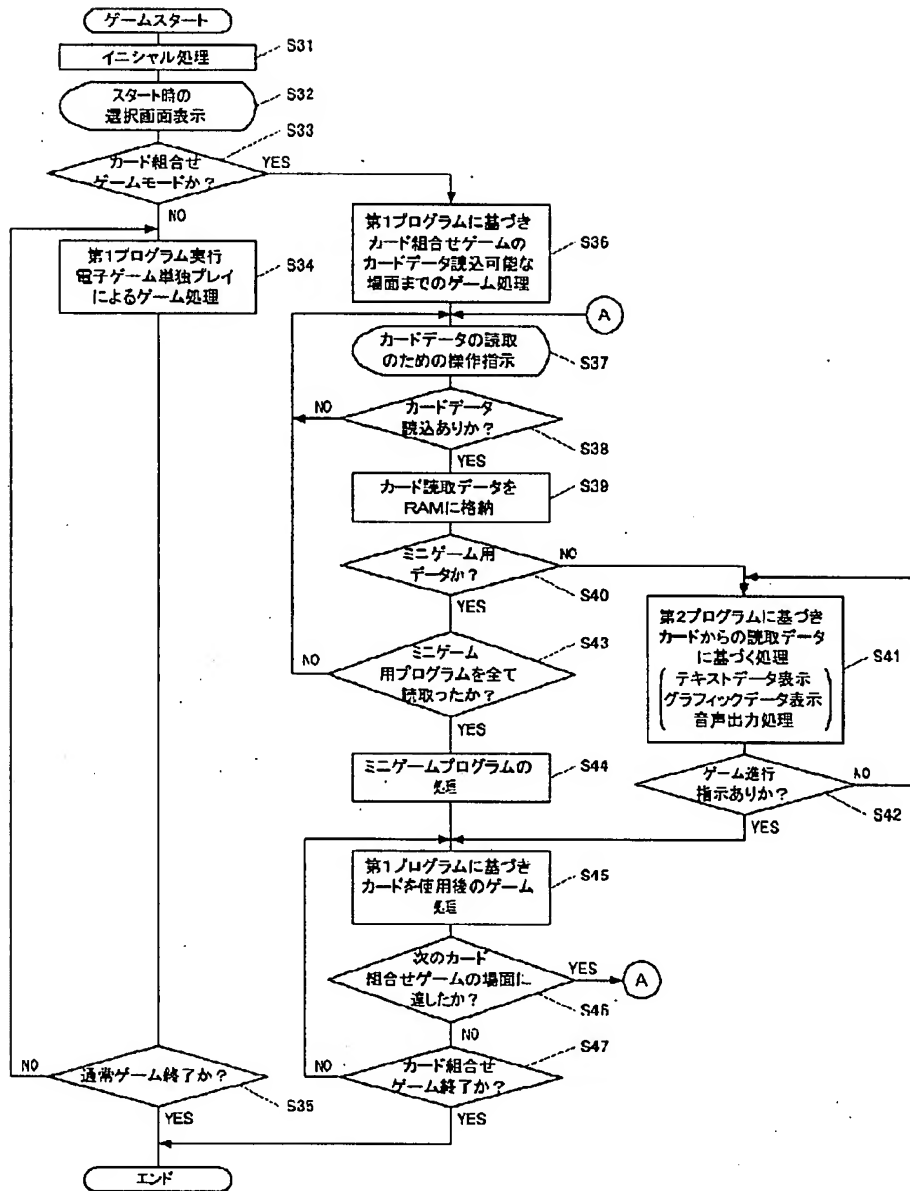 ゲームスタート
イニシャル処理
S31
スタート時の
選択画面表示
S32
カード組合せ
ゲームモードか？
S33
YES
NO
第1プログラム実行
電子ゲーム単独プレイ
によるゲーム処理
S34
第1プログラムに基づき
カード組合せゲームの
カードデータ読込可能な
場面までのゲーム処理
S36
A
カードデータの読取
のための操作指示
S37
カードデータ
読込ありか？
S38
NO
YES
カード読取データを
RAMに格納
S39
ミニゲーム用
データか？
S40
NO
YES
第2プログラムに基づき
カードからの読取データ
に基づく処理
テキストデータ表示
グラフィックデータ表示
音声出力処理
S41
ゲーム進行
指示ありか？
S42
NO
YES
ミニゲーム
用プログラムを全て
読取ったか？
S43
NO
YES
ミニゲームプログラムの
処理
S44
第1プログラムに基づき
カードを使用後のゲーム
処理
S45
次のカード
組合せゲームの場面に
達したか？
S46
YES
A
NO
カード組合せ
ゲーム終了か？
S47
NO
YES
通常ゲーム終了か？
S35
NO
YES
エンド